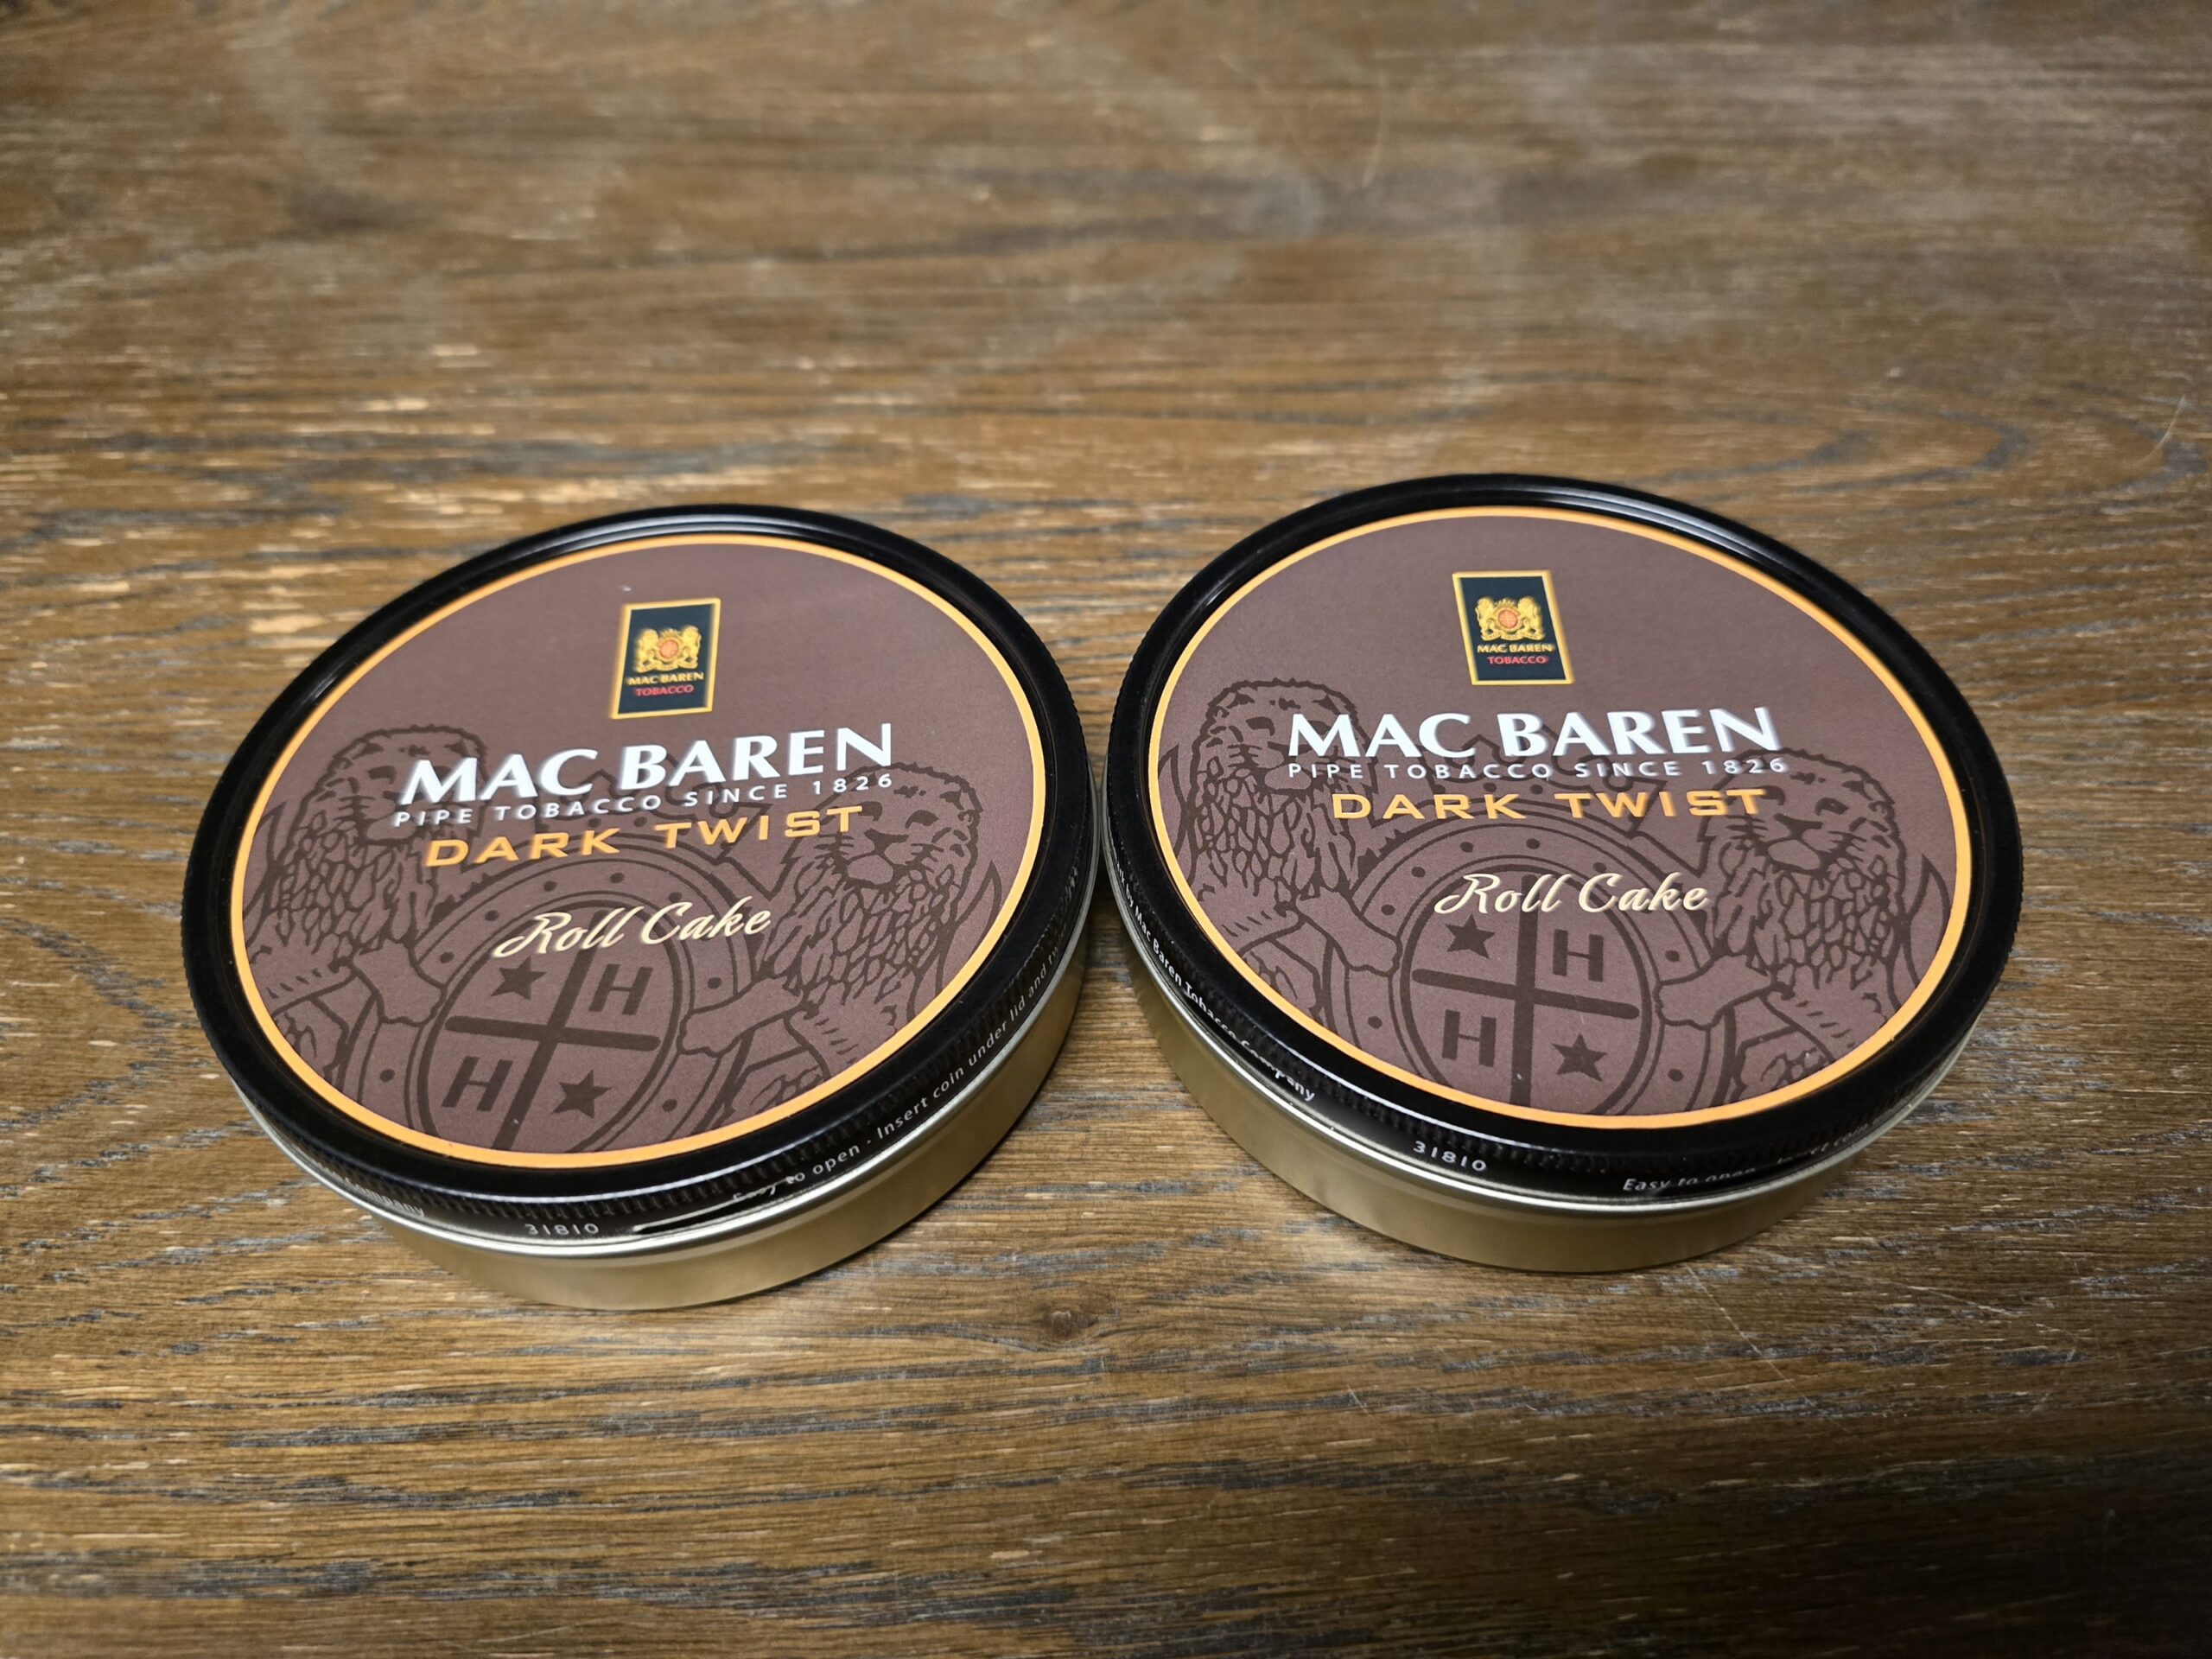 MAC BAREN
TOBACCO
MAC BAREN
PIPE TOBACCO SINCE 1826
DARK TWIST
Roll Cake
H
H
Company
31810
to open · Insert coin under lid and
MAC BAREN
TOBACCO
MAC BAREN
PIPE TOBACCO SINCE 1826
DARK TWIST
Roll Cake
H
H
by Mac Baren Tobacco Company
31810
Easy to open